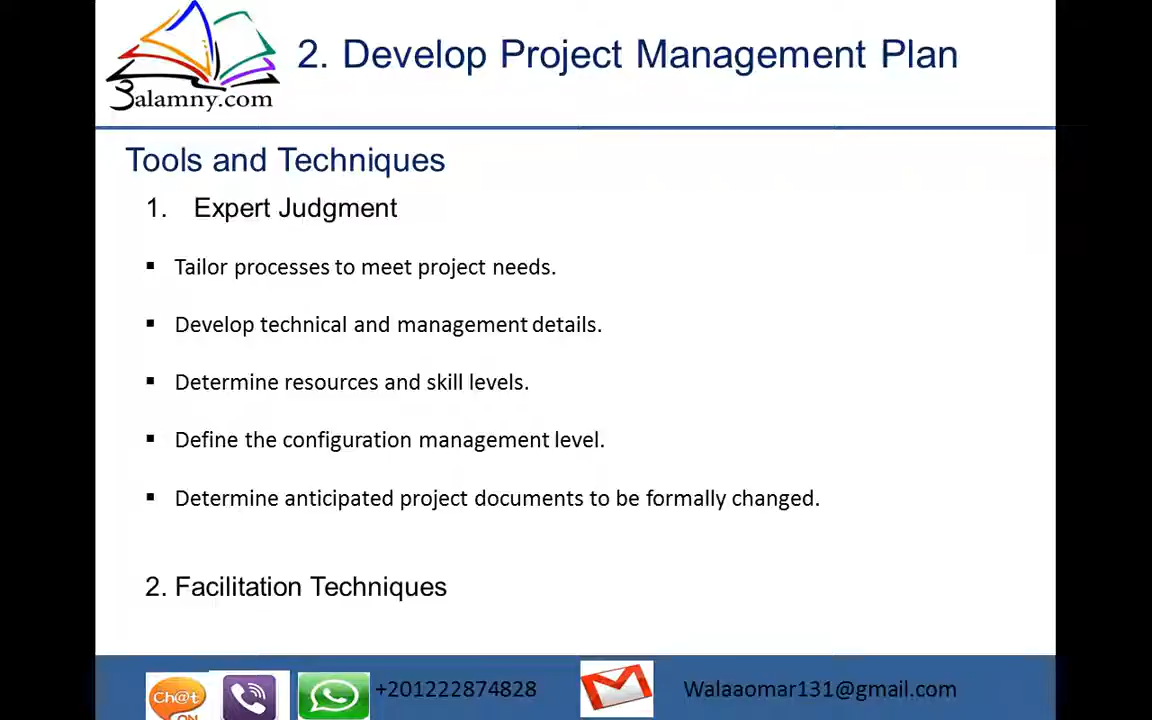 3alamny.com
2. Develop Project Management Plan
Tools and Techniques
1. Expert Judgment
▪ Tailor processes to meet project needs.
▪ Develop technical and management details.
▪ Determine resources and skill levels.
▪ Define the configuration management level.
▪ Determine anticipated project documents to be formally changed.
2. Facilitation Techniques
Ch@t
ON
+201222874828
Walaaomar131@gmail.com